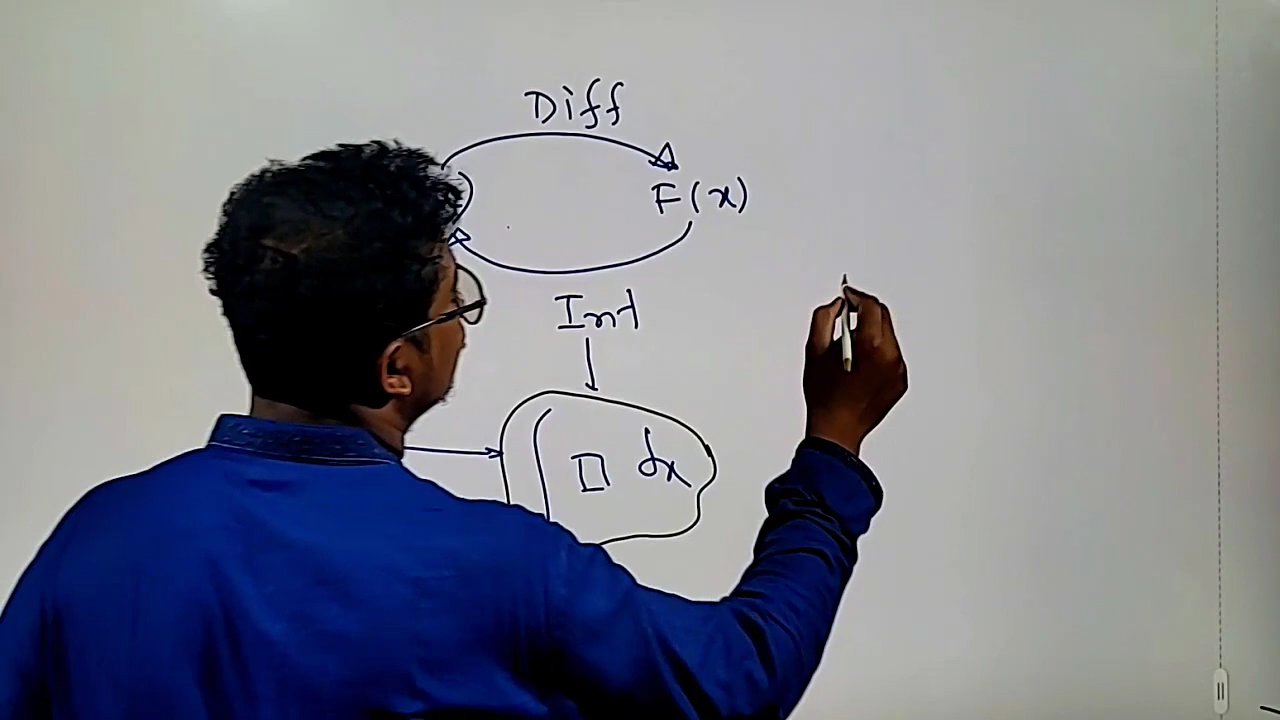 Diff
F(x)
Int
∫ □ dx